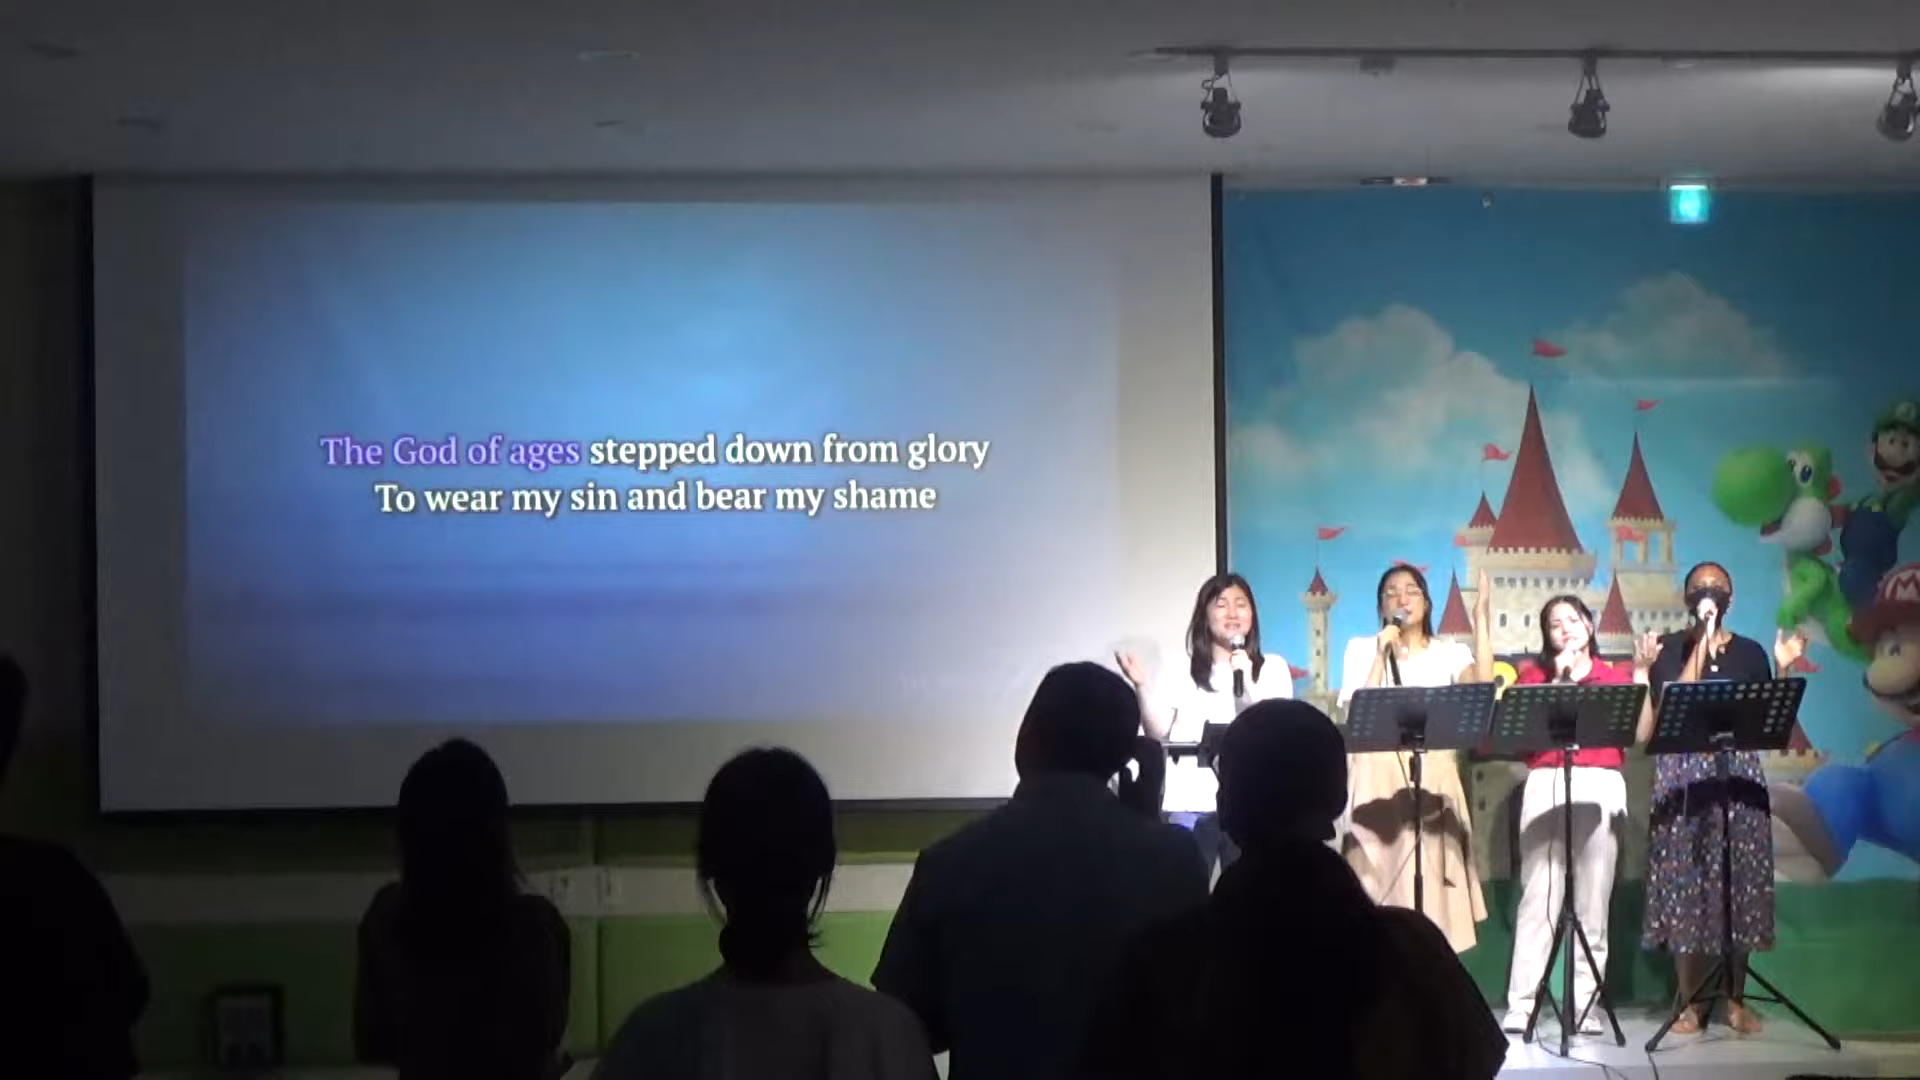 The God of ages stepped down from glory
To wear my sin and bear my shame
M